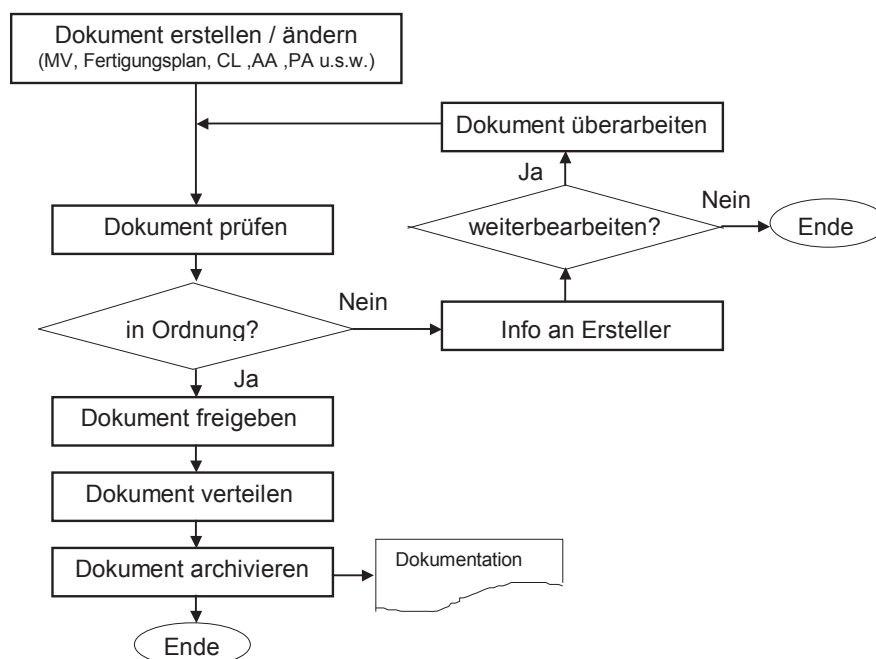 Dokument erstellen / ändern
(MV, Fertigungsplan, CL ,AA ,PA u.s.w.)
Dokument überarbeiten
Ja
Nein
Dokument prüfen
weiterbearbeiten?
Ende
Nein
in Ordnung?
Info an Ersteller
Ja
Dokument freigeben
Dokument verteilen
Dokument archivieren
Dokumentation
Ende